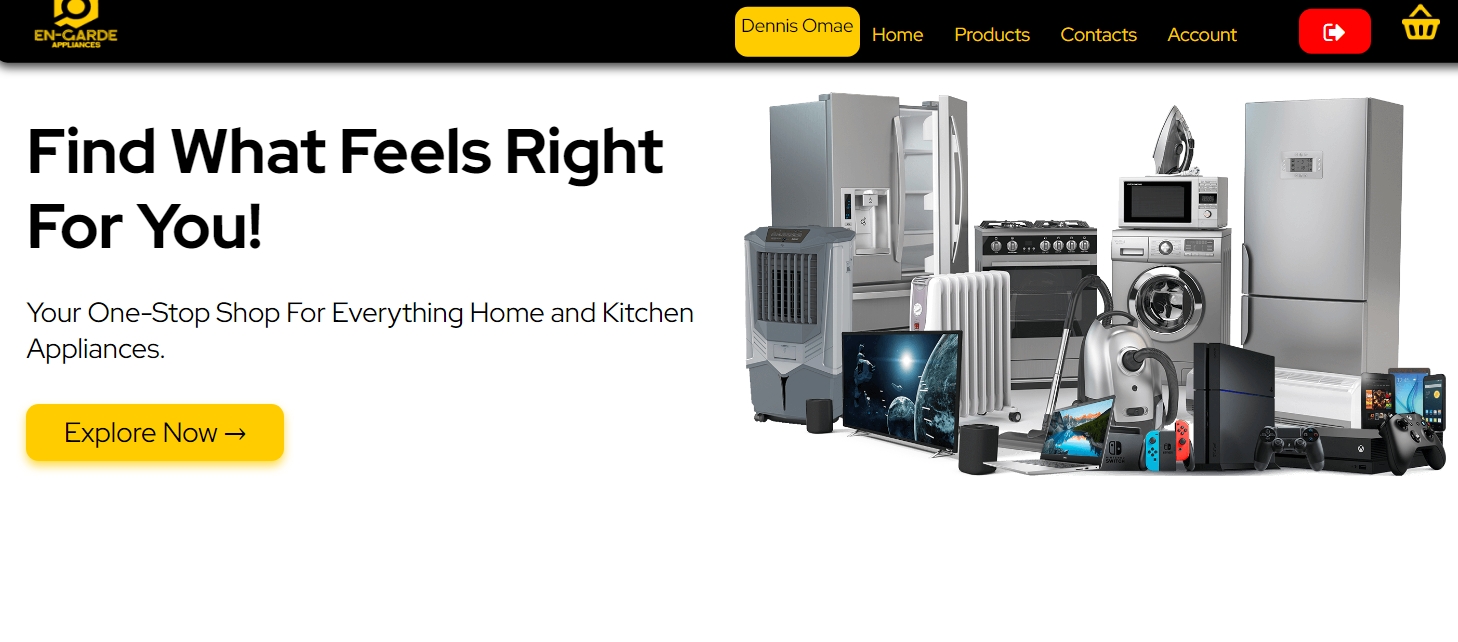 EN-GARDE
APPLIANCES
Dennis Omae
Home
Products
Contacts
Account
Find What Feels Right
For You!
Your One-Stop Shop For Everything Home and Kitchen
Appliances.
Explore Now →